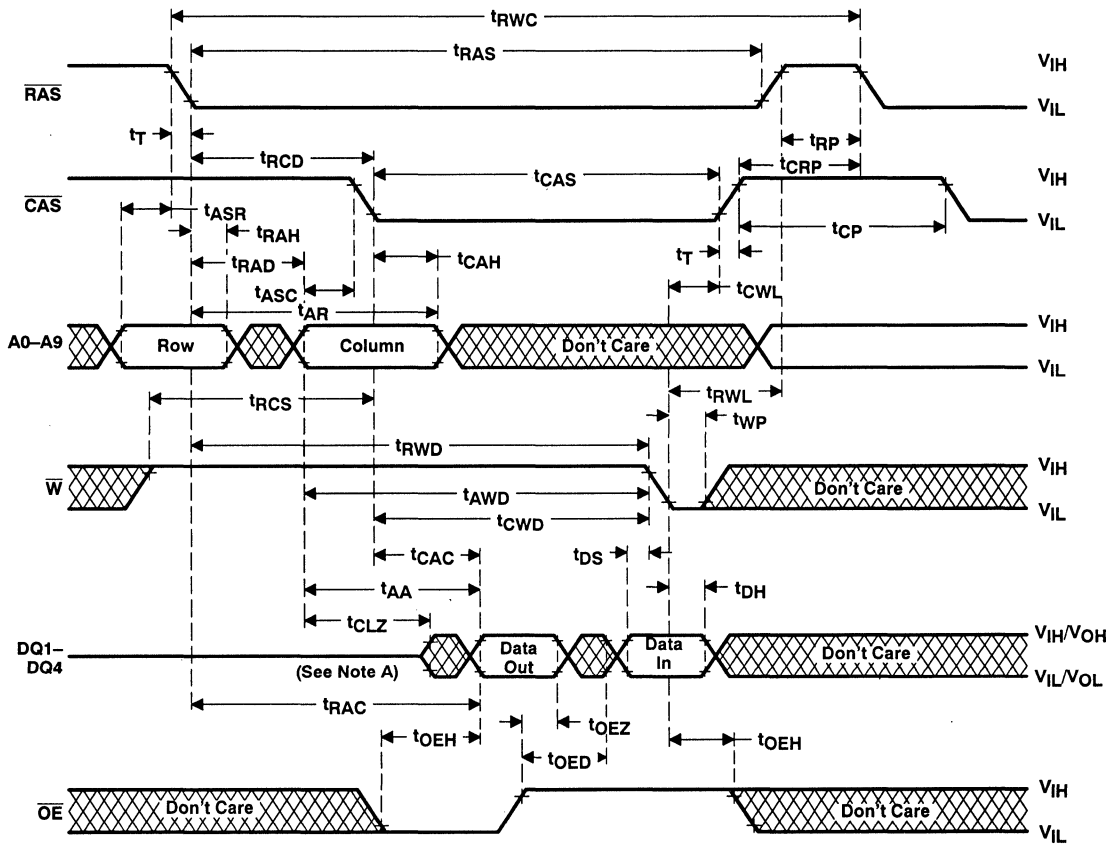 tRWC
tRAS
RAS
VIH
VIL
tT
tRP
tRCD
tCRP
CAS
tCAS
VIH
VIL
tASR
tRAH
tCP
tRAD
tCAH
tT
tASC
tCWL
tAR
A0–A9
Row
Column
Don't Care
VIH
VIL
tRWL
tRCS
tWP
tRWD
W
tAWD
Don't Care
VIH
VIL
tCWD
tCAC
tDS
tAA
tDH
tCLZ
DQ1–
DQ4
(See Note A)
Data
Out
Data
In
Don't Care
VIH/VOH
VIL/VOL
tRAC
tOEZ
tOEH
tOED
tOEH
OE
Don't Care
Don't Care
VIH
VIL